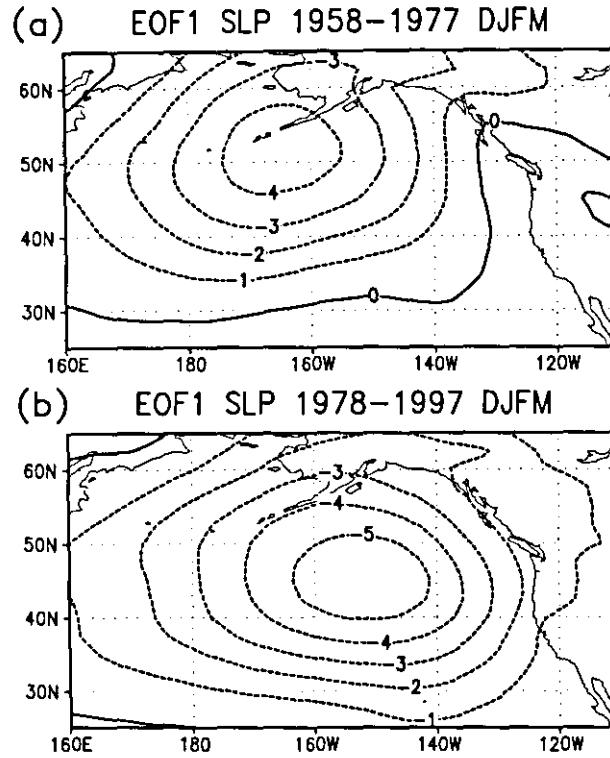 (a) EOF1 SLP 1958-1977 DJFM
60N
50N
40N
30N
-3
-4
-3
-2
-1
0
0
160E 180 160W 140W 120W
(b) EOF1 SLP 1978-1997 DJFM
60N
50N
40N
30N
-3
-4
-5
-4
-3
-2
-1
160E 180 160W 140W 120W